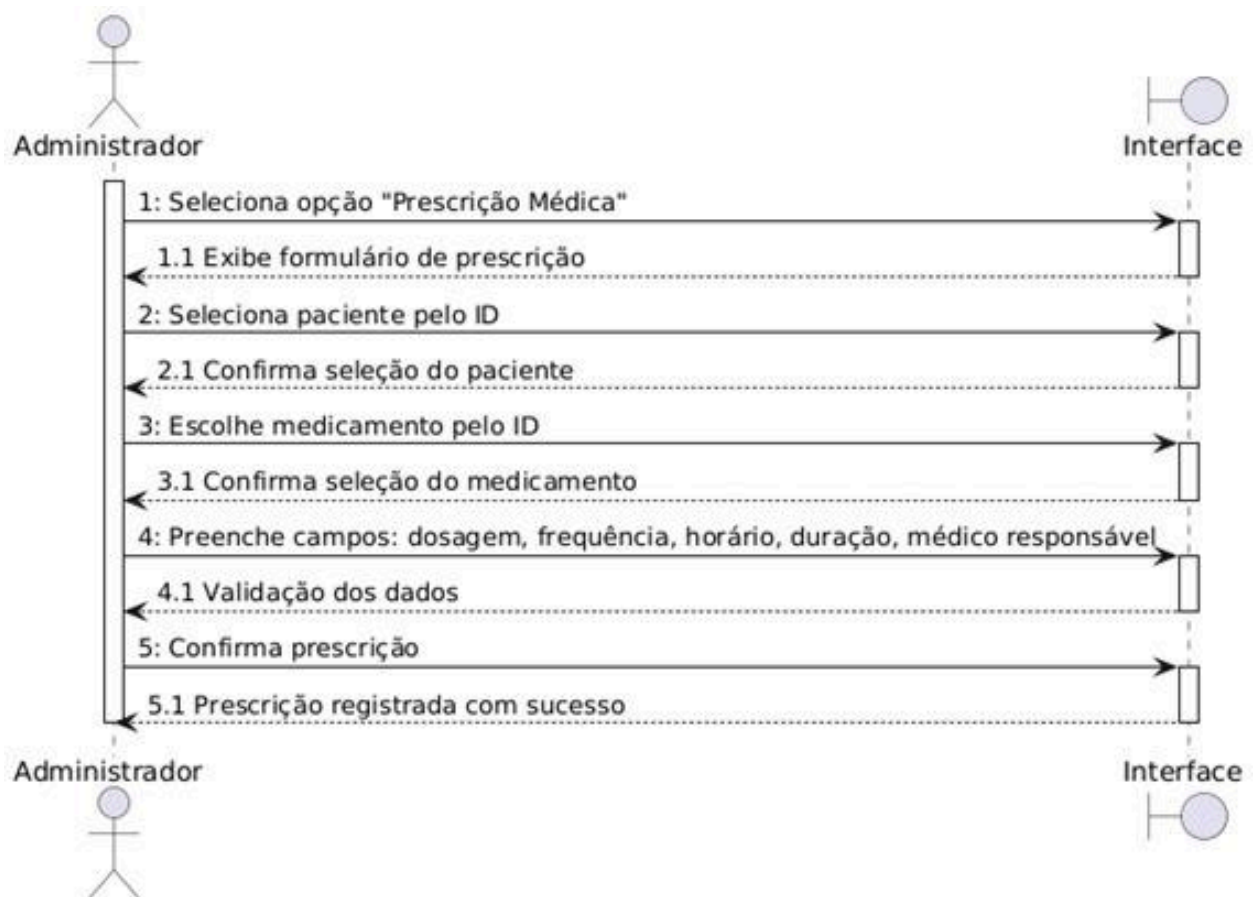 Administrador
Interface
1: Seleciona opção "Prescrição Médica"
1.1 Exibe formulário de prescrição
2: Seleciona paciente pelo ID
2.1 Confirma seleção do paciente
3: Escolhe medicamento pelo ID
3.1 Confirma seleção do medicamento
4: Preenche campos: dosagem, frequência, horário, duração, médico responsável
4.1 Validação dos dados
5: Confirma prescrição
5.1 Prescrição registrada com sucesso
Administrador
Interface